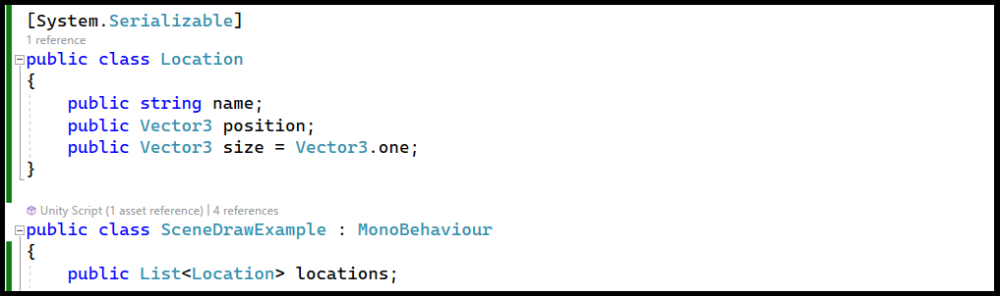 [System.Serializable]
1 reference
public class Location
{
    public string name;
    public Vector3 position;
    public Vector3 size = Vector3.one;
}
Unity Script (1 asset reference) | 4 references
public class SceneDrawExample : MonoBehaviour
{
    public List<Location> locations;